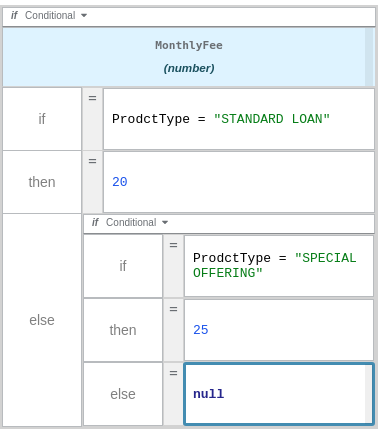 if Conditional
MonthlyFee
(number)
if
=
ProdctType = "STANDARD LOAN"
then
=
20
else
if Conditional
if
=
ProdctType = "SPECIAL
OFFERING"
then
=
25
else
=
null